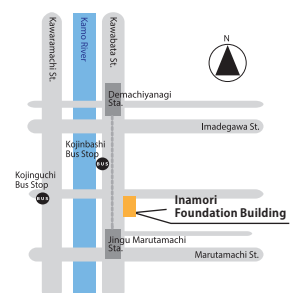 Kawaramachi St.
Kamo River
Kawabata St.
N
Demachiyanagi
Sta.
Imadegawa St.
Kojinbashi
Bus Stop
BUS
Kojinguchi
Bus Stop
BUS
Inamori
Foundation Building
Jingu Marutamachi
Sta.
Marutamachi St.